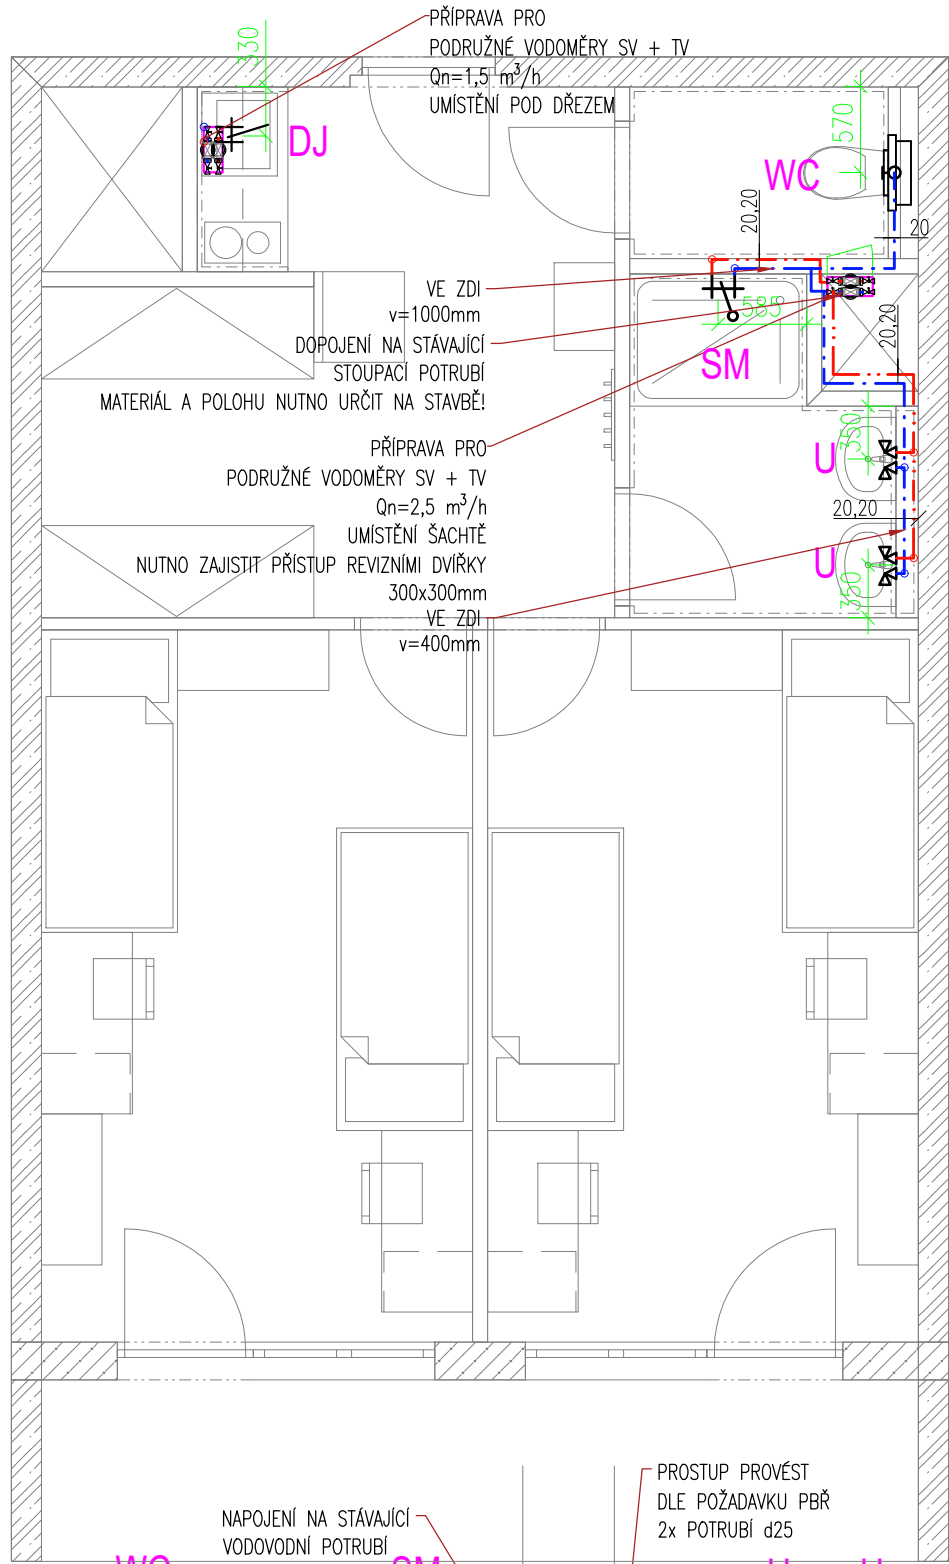 PŘÍPRAVA PRO
PODRUŽNÉ VODOMĚRY SV + TV
Qn=1,5 m³/h
UMÍSTĚNÍ POD DŘEZEM
330
DJ
WC
570
20,20
20
VE ZDI
v=1000mm
585
DOPOJENÍ NA STÁVAJÍCÍ
STOUPACÍ POTRUBÍ
MATERIÁL A POLOHU NUTNO URČIT NA STAVBĚ!
SM
20,20
PŘÍPRAVA PRO
PODRUŽNÉ VODOMĚRY SV + TV
Qn=2,5 m³/h
UMÍSTĚNÍ ŠACHTĚ
NUTNO ZAJISTIT PŘÍSTUP REVIZNÍMI DVÍŘKY
300x300mm
U
350
20,20
U
350
VE ZDI
v=400mm
PROSTUP PROVÉST
DLE POŽADAVKU PBŘ
2x POTRUBÍ d25
NAPOJENÍ NA STÁVAJÍCÍ
VODOVODNÍ POTRUBÍ
WC
SM